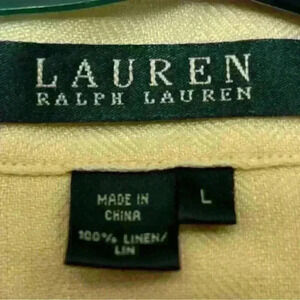 LAUREN
RALPH LAUREN
MADE IN
CHINA
L
100% LINEN/
LIN